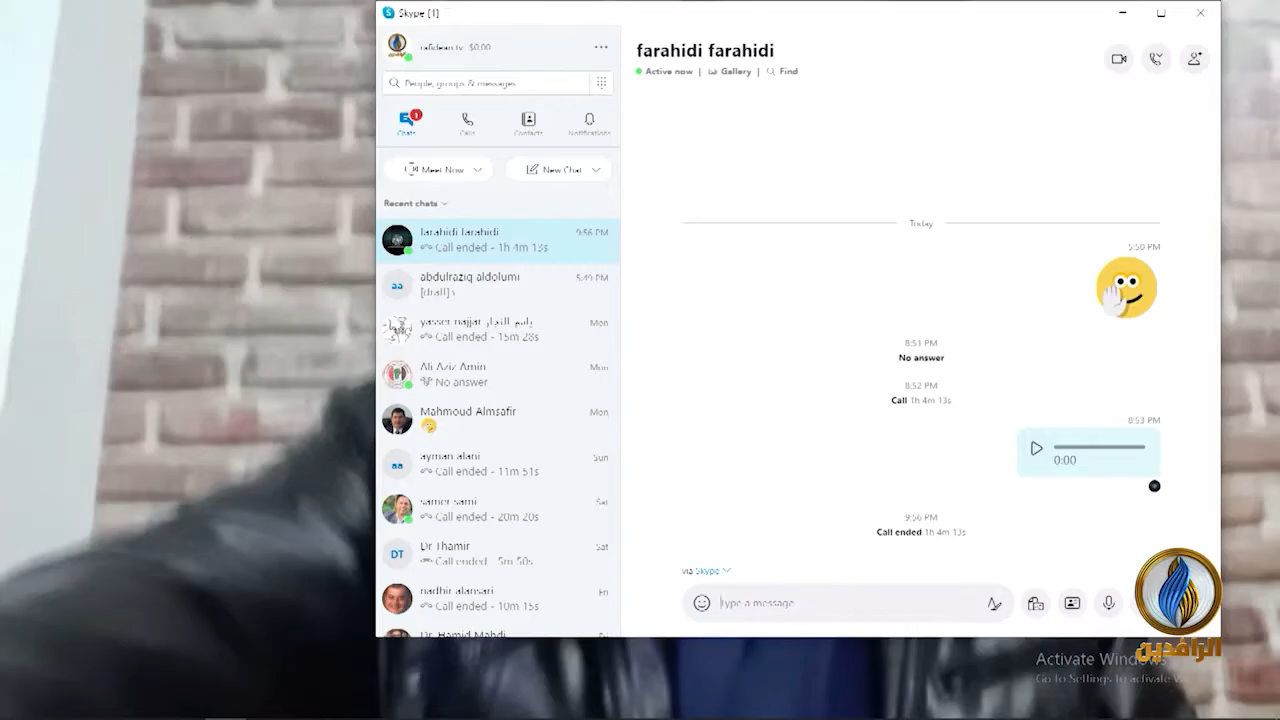 Skype [1]
rafidean tv $0.00
People, groups & messages
Chats
1
Calls
Contacts
Notifications
Meet Now
New Chat
Recent chats
farahidi farahidi
9:56 PM
Call ended - 1h 4m 13s
abdulraziq aldolumi
5:49 PM
[draft]
yasser najjar ياسر النجار
Mon
Call ended - 15m 28s
Ali Aziz Amin
Mon
No answer
Mahmoud Almsafir
Mon
ayman alani
Sun
Call ended - 11m 51s
samer sami
Sat
Call ended - 20m 20s
DT
Dr Thamir
Sat
Call ended - 5m 50s
nadhir alansari
Fri
Call ended - 10m 15s
Dr. Hamid Mahdi
farahidi farahidi
Active now | Gallery | Find
Today
5:50 PM
8:51 PM
No answer
8:52 PM
Call 1h 4m 13s
8:53 PM
0:00
9:56 PM
Call ended 1h 4m 13s
via Skype
Type a message
الرافدين
Activate Windows
Go to Settings to activate